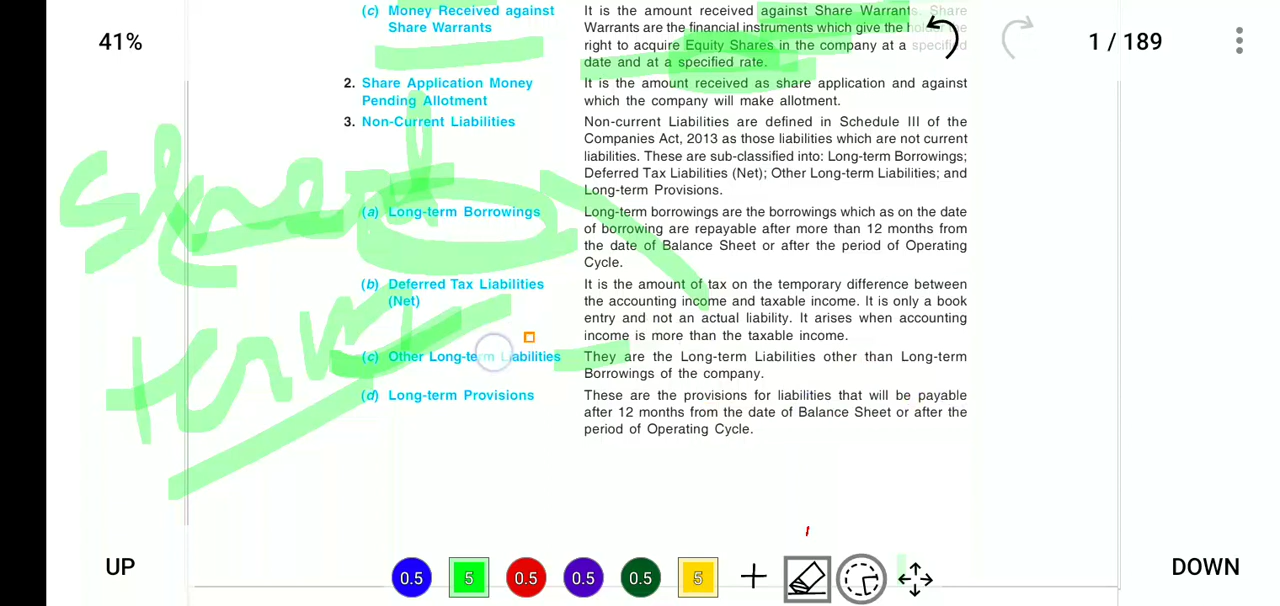 41%
1 / 189
(c) Money Received against Share Warrants
It is the amount received against Share Warrants. Share
Warrants are the financial instruments which give the holder the
right to acquire Equity Shares in the company at a specified
date and at a specified rate.
2. Share Application Money Pending Allotment
It is the amount received as share application and against
which the company will make allotment.
3. Non-Current Liabilities
Non-current Liabilities are defined in Schedule III of the
Companies Act, 2013 as those liabilities which are not current
liabilities. These are sub-classified into: Long-term Borrowings;
Deferred Tax Liabilities (Net); Other Long-term Liabilities; and
Long-term Provisions.
(a) Long-term Borrowings
Long-term borrowings are the borrowings which as on the date
of borrowing are repayable after more than 12 months from
the date of Balance Sheet or after the period of Operating
Cycle.
(b) Deferred Tax Liabilities (Net)
It is the amount of tax on the temporary difference between
the accounting income and taxable income. It is only a book
entry and not an actual liability. It arises when accounting
income is more than the taxable income.
(c) Other Long-term Liabilities
They are the Long-term Liabilities other than Long-term
Borrowings of the company.
(d) Long-term Provisions
These are the provisions for liabilities that will be payable
after 12 months from the date of Balance Sheet or after the
period of Operating Cycle.
term
UP
0.5
5
0.5
0.5
0.5
5
DOWN